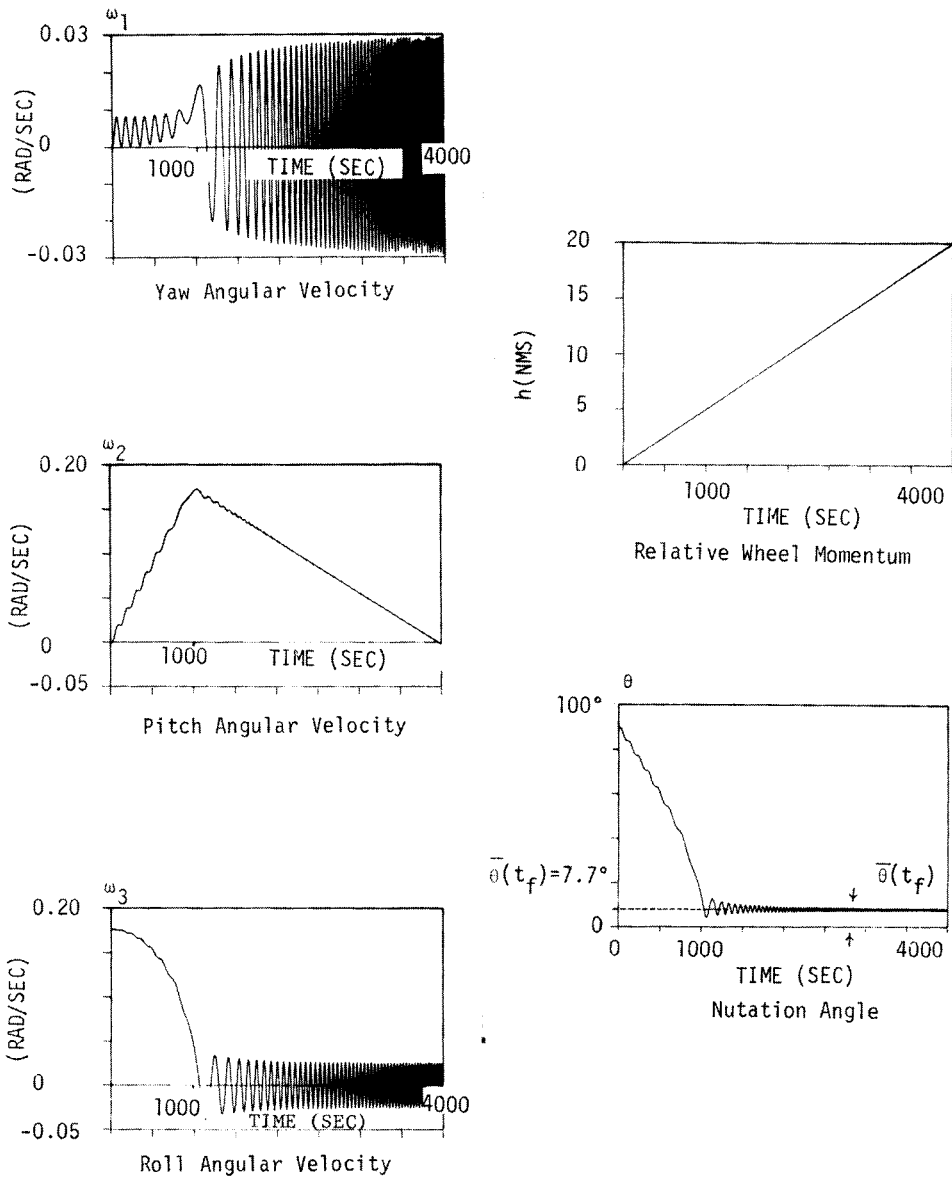 ω1
0.03
(RAD/SEC)
0
1000
TIME (SEC)
4000
-0.03
Yaw Angular Velocity
20
15
h(NMS)
10
5
0
1000
4000
TIME (SEC)
Relative Wheel Momentum
ω2
0.20
(RAD/SEC)
0
1000
TIME (SEC)
-0.05
Pitch Angular Velocity
θ
100°
θ̅(tf)=7.7°
θ̅(tf)
0
0
1000
4000
TIME (SEC)
Nutation Angle
ω3
0.20
(RAD/SEC)
0
1000
4000
TIME (SEC)
-0.05
Roll Angular Velocity